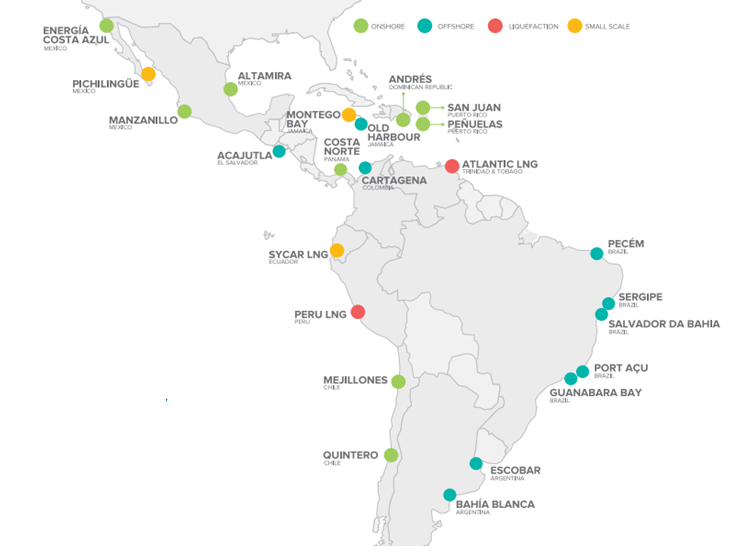 ONSHORE
OFFSHORE
LIQUEFACTION
SMALL SCALE
ENERGÍA
COSTA AZUL
MEXICO
PICHILINGÜE
MEXICO
ALTAMIRA
MEXICO
MANZANILLO
MEXICO
ANDRÉS
DOMINICAN REPUBLIC
SAN JUAN
PUERTO RICO
PEÑUELAS
PUERTO RICO
MONTEGO
BAY
JAMAICA
OLD
HARBOUR
JAMAICA
COSTA
NORTE
PANAMA
ACAJUTLA
EL SALVADOR
CARTAGENA
COLOMBIA
ATLANTIC LNG
TRINIDAD & TOBAGO
SYCAR LNG
ECUADOR
PECÉM
BRAZIL
SERGIPE
BRAZIL
SALVADOR DA BAHIA
BRAZIL
PERU LNG
PERU
PORT AÇU
BRAZIL
GUANABARA BAY
BRAZIL
MEJILLONES
CHILE
QUINTERO
CHILE
ESCOBAR
ARGENTINA
BAHÍA BLANCA
ARGENTINA